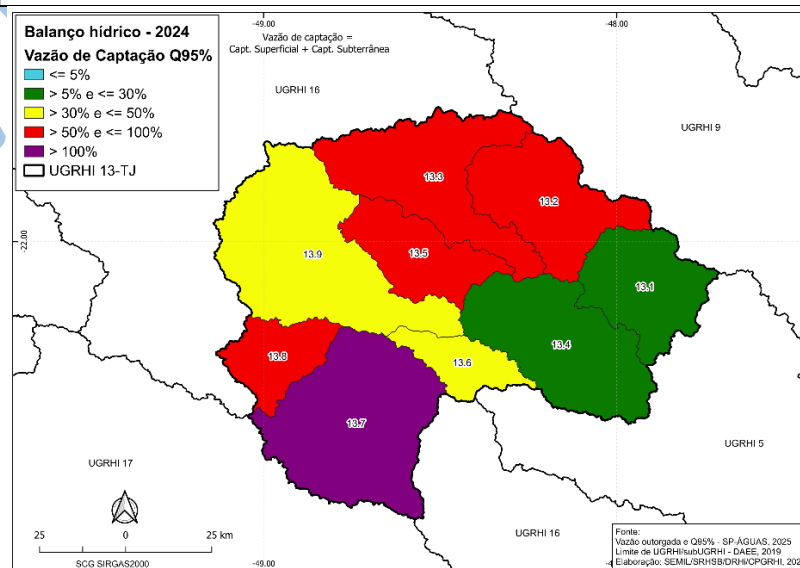 Balanço hídrico - 2024
Vazão de Captação Q95%
<= 5%
> 5% e <= 30%
> 30% e <= 50%
> 50% e <= 100%
> 100%
UGRHI 13-TJ
-49.00
-48.00
Vazão de captação =
Capt. Superficial + Capt. Subterrânea
UGRHI 16
UGRHI 9
13.3
13.2
-22.00
13.9
13.5
13.1
13.4
13.8
13.6
13.7
UGRHI 5
UGRHI 17
UGRHI 16
25 0 25 km
SCG SIRGAS2000
-49.00
Fonte:
Vazão outorgada e Q95% - SP-ÁGUAS, 2025
Limite de UGRHI/subUGRHI - DAEE, 2019
Elaboração: SEMIL/SRHSB/DRHI/CPGRHI,